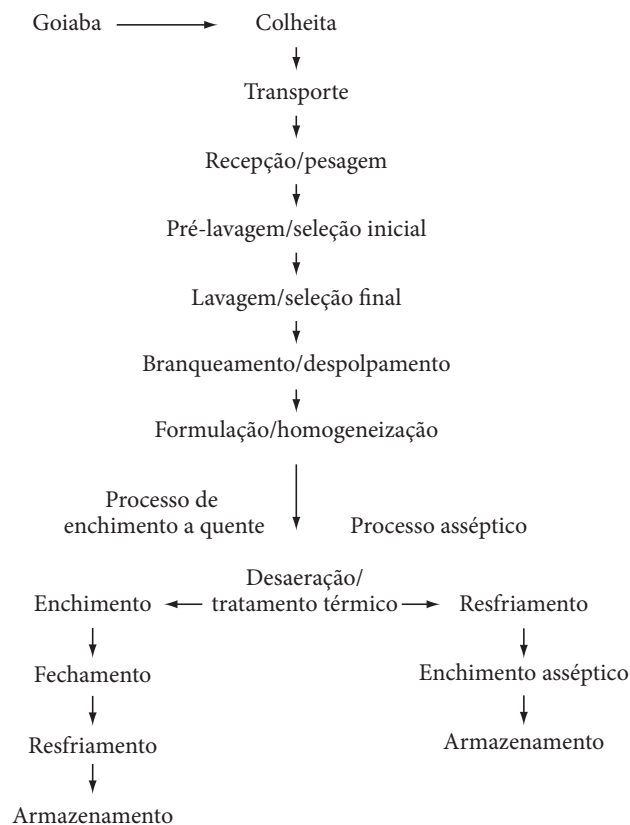 Goiaba
Colheita
Transporte
Recepção/pesagem
Pré-lavagem/seleção inicial
Lavagem/seleção final
Branqueamento/despolpamento
Formulação/homogeneização
Processo de
enchimento a quente
Processo asséptico
Desaeração/
tratamento térmico
Enchimento
Fechamento
Resfriamento
Armazenamento
Resfriamento
Enchimento asséptico
Armazenamento